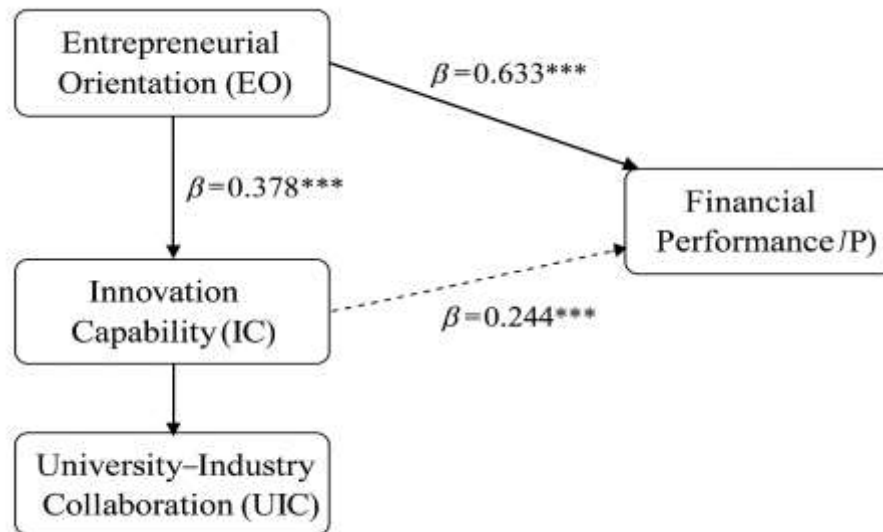 Entrepreneurial
Orientation (EO)
β=0.633***
β=0.378***
Financial
Performance /P)
Innovation
Capability (IC)
β=0.244***
University–Industry
Collaboration (UIC)